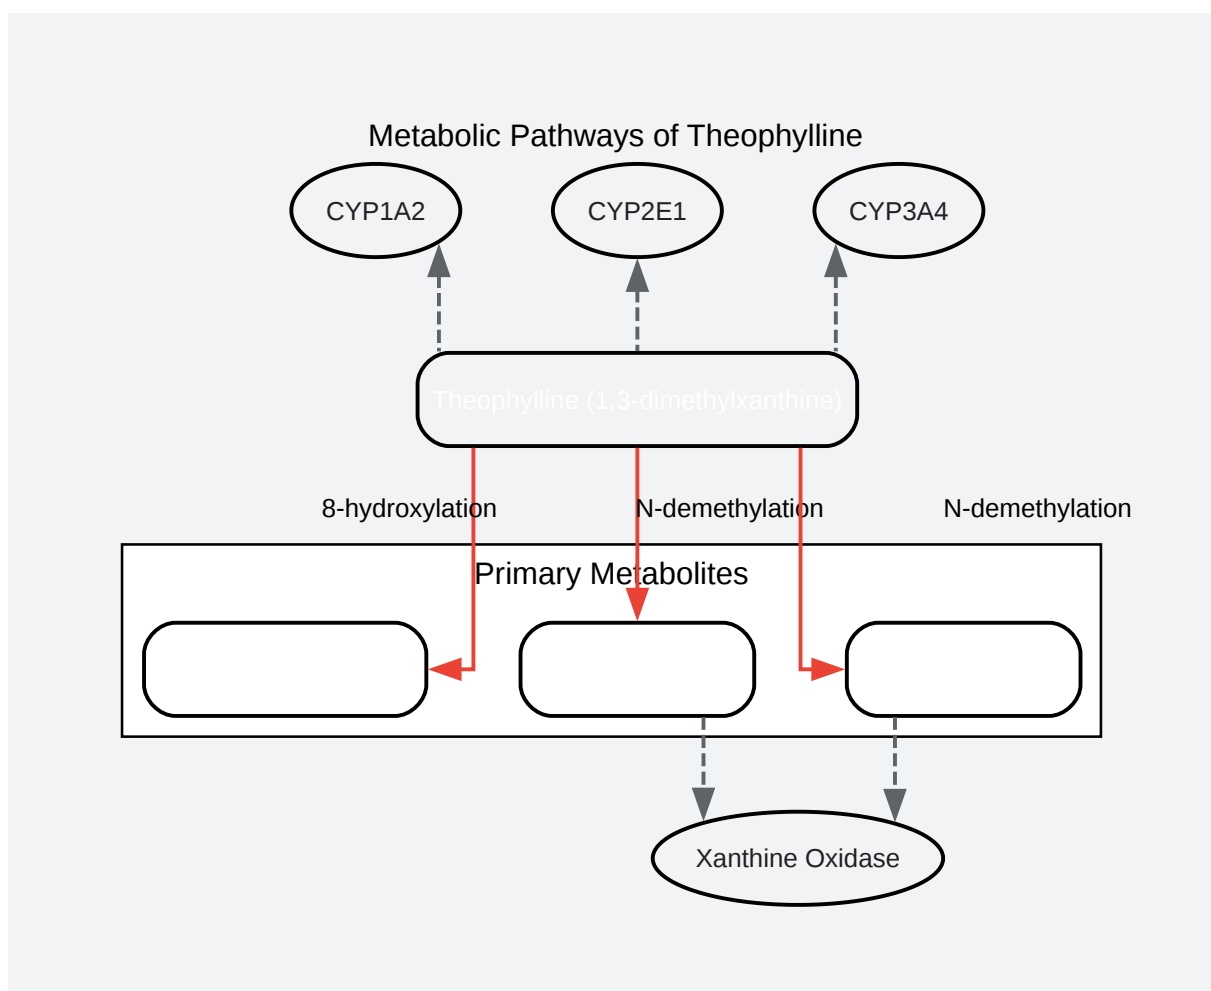 Metabolic Pathways of Theophylline
CYP1A2
CYP2E1
CYP3A4
Theophylline (1,3-dimethylxanthine)
8-hydroxylation
N-demethylation
N-demethylation
Primary Metabolites
Xanthine Oxidase